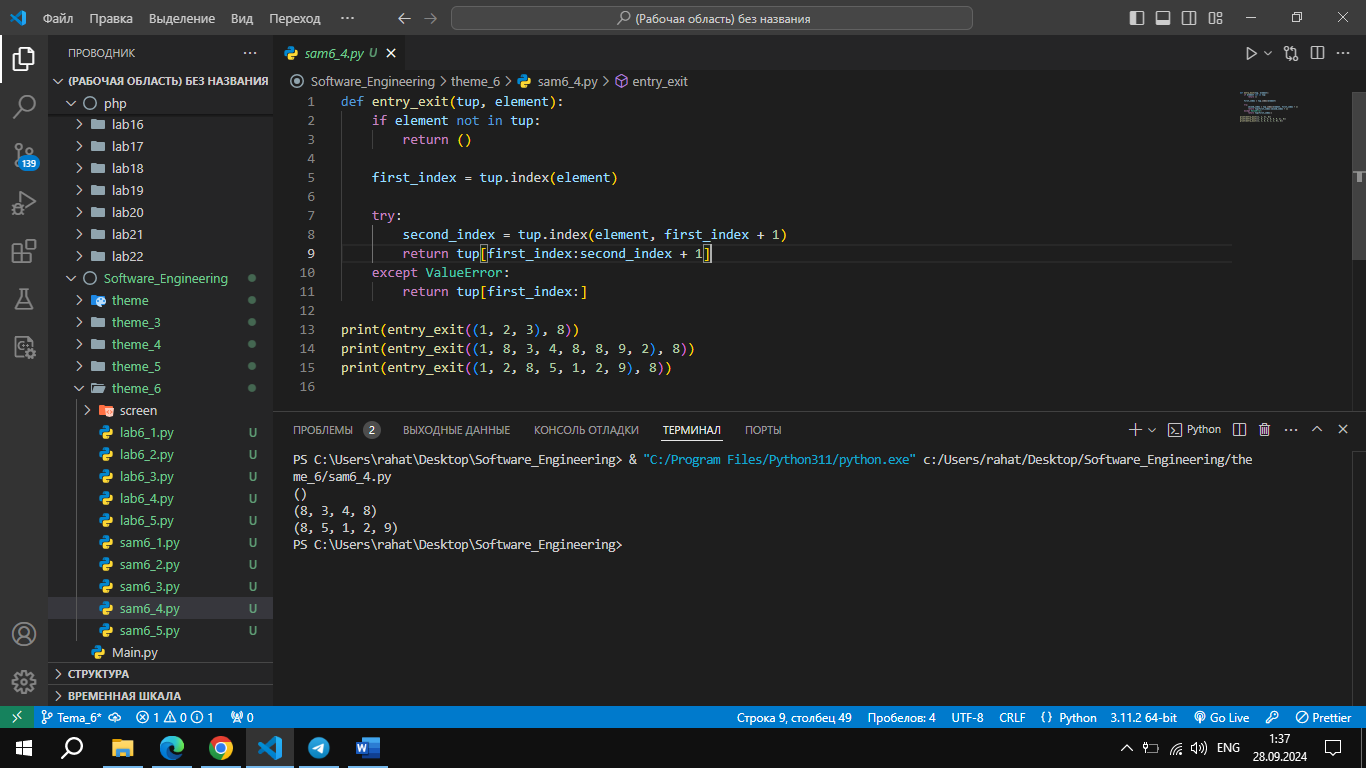 Файл Правка Выделение Вид Переход ··· (Рабочая область) без названия
ПРОВОДНИК ···
(РАБОЧАЯ ОБЛАСТЬ) БЕЗ НАЗВАНИЯ
php
lab16
lab17
lab18
lab19
lab20
lab21
lab22
Software_Engineering
theme
theme_3
theme_4
theme_5
theme_6
screen
lab6_1.py U
lab6_2.py U
lab6_3.py U
lab6_4.py U
lab6_5.py U
sam6_1.py U
sam6_2.py U
sam6_3.py U
sam6_4.py U
sam6_5.py U
Main.py
СТРУКТУРА
ВРЕМЕННАЯ ШКАЛА
139
sam6_4.py U
Software_Engineering > theme_6 > sam6_4.py > entry_exit
1 def entry_exit(tup, element):
2 if element not in tup:
3 return ()
4
5 first_index = tup.index(element)
6
7 try:
8 second_index = tup.index(element, first_index + 1)
9 return tup[first_index:second_index + 1]
10 except ValueError:
11 return tup[first_index:]
12
13 print(entry_exit((1, 2, 3), 8))
14 print(entry_exit((1, 8, 3, 4, 8, 8, 9, 2), 8))
15 print(entry_exit((1, 2, 8, 5, 1, 2, 9), 8))
16
ПРОБЛЕМЫ 2 ВЫХОДНЫЕ ДАННЫЕ КОНСОЛЬ ОТЛАДКИ ТЕРМИНАЛ ПОРТЫ Python ···
PS C:\Users\rahat\Desktop\Software_Engineering> & "C:/Program Files/Python311/python.exe" c:/Users/rahat/Desktop/Software_Engineering/the
me_6/sam6_4.py
()
(8, 3, 4, 8)
(8, 5, 1, 2, 9)
PS C:\Users\rahat\Desktop\Software_Engineering>
Tema_6* 1 0 1 0 Строка 9, столбец 49 Пробелов: 4 UTF-8 CRLF Python 3.11.2 64-bit Go Live Prettier
ENG
1:37
28.09.2024